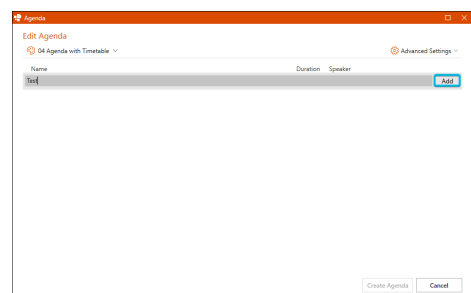 Agenda
Edit Agenda
04 Agenda with Timetable
Advanced Settings
Name Duration Speaker
Test Add
Create Agenda Cancel